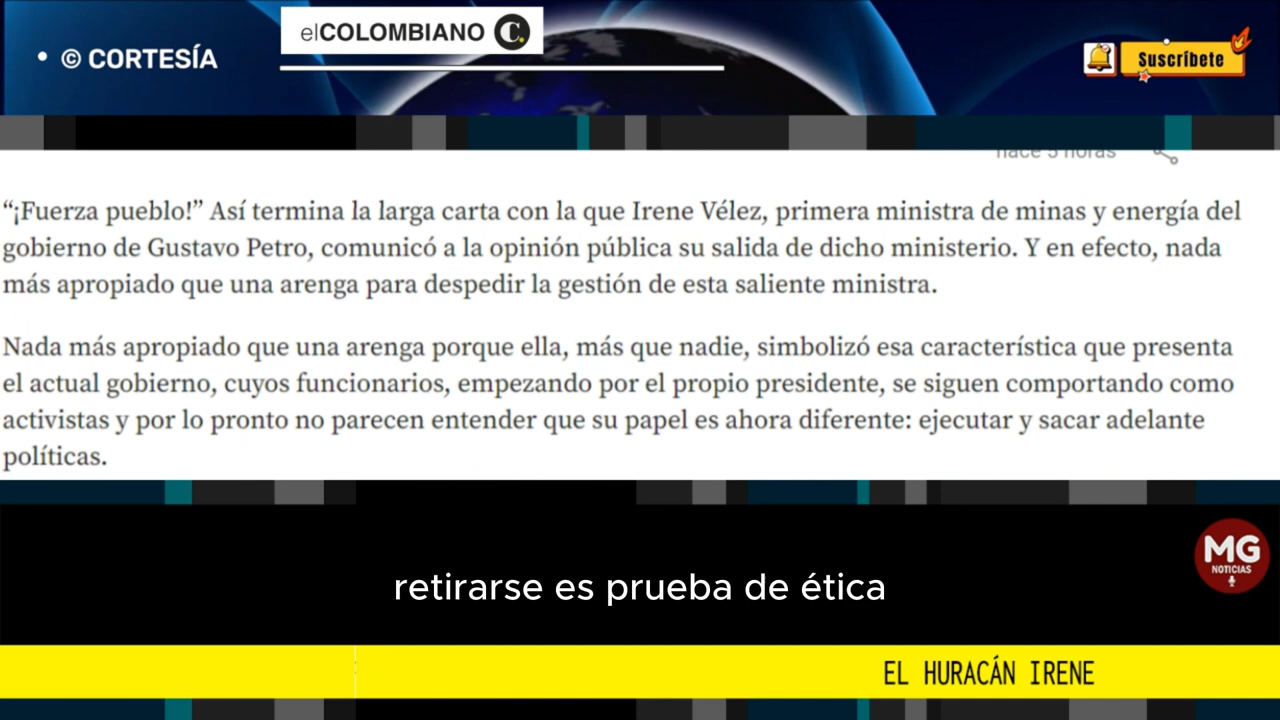 © CORTESÍA
elCOLOMBIANO C.
Suscríbete
hace 5 horas
“¡Fuerza pueblo!” Así termina la larga carta con la que Irene Vélez, primera ministra de minas y energía del
gobierno de Gustavo Petro, comunicó a la opinión pública su salida de dicho ministerio. Y en efecto, nada
más apropiado que una arenga para despedir la gestión de esta saliente ministra.
Nada más apropiado que una arenga porque ella, más que nadie, simbolizó esa característica que presenta
el actual gobierno, cuyos funcionarios, empezando por el propio presidente, se siguen comportando como
activistas y por lo pronto no parecen entender que su papel es ahora diferente: ejecutar y sacar adelante
políticas.
MG
NOTICIAS
retirarse es prueba de ética
EL HURACÁN IRENE